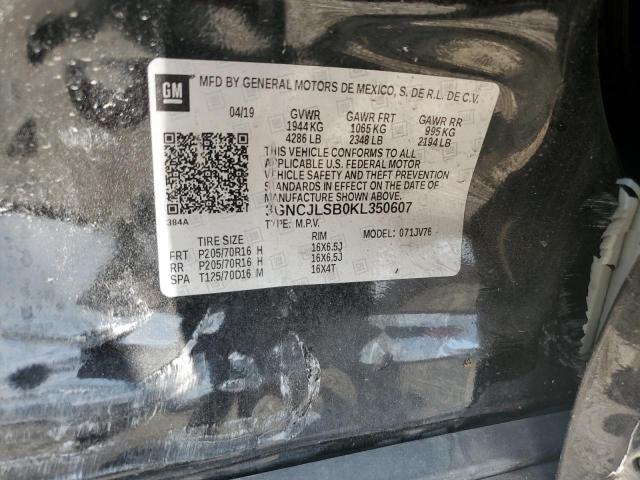 GM
MFD BY GENERAL MOTORS DE MEXICO, S. DE R.L. DE C.V.
04/19 GVWR GAWR FRT GAWR RR
1944 KG 1065 KG 995 KG
4286 LB 2348 LB 2194 LB
THIS VEHICLE CONFORMS TO ALL
APPLICABLE U.S. FEDERAL MOTOR
VEHICLE SAFETY AND THEFT PREVENTION
STANDARDS IN EFFECT ON THE DATE OF
MANUFACTURE SHOWN ABOVE.
3GNCJLSB0KL350607
384A
TYPE: M.P.V. MODEL: 071JV76
TIRE SIZE RIM
FRT P205/70R16 H 16X6.5J
RR P205/70R16 H 16X6.5J
SPA T125/70D16 M 16X4T